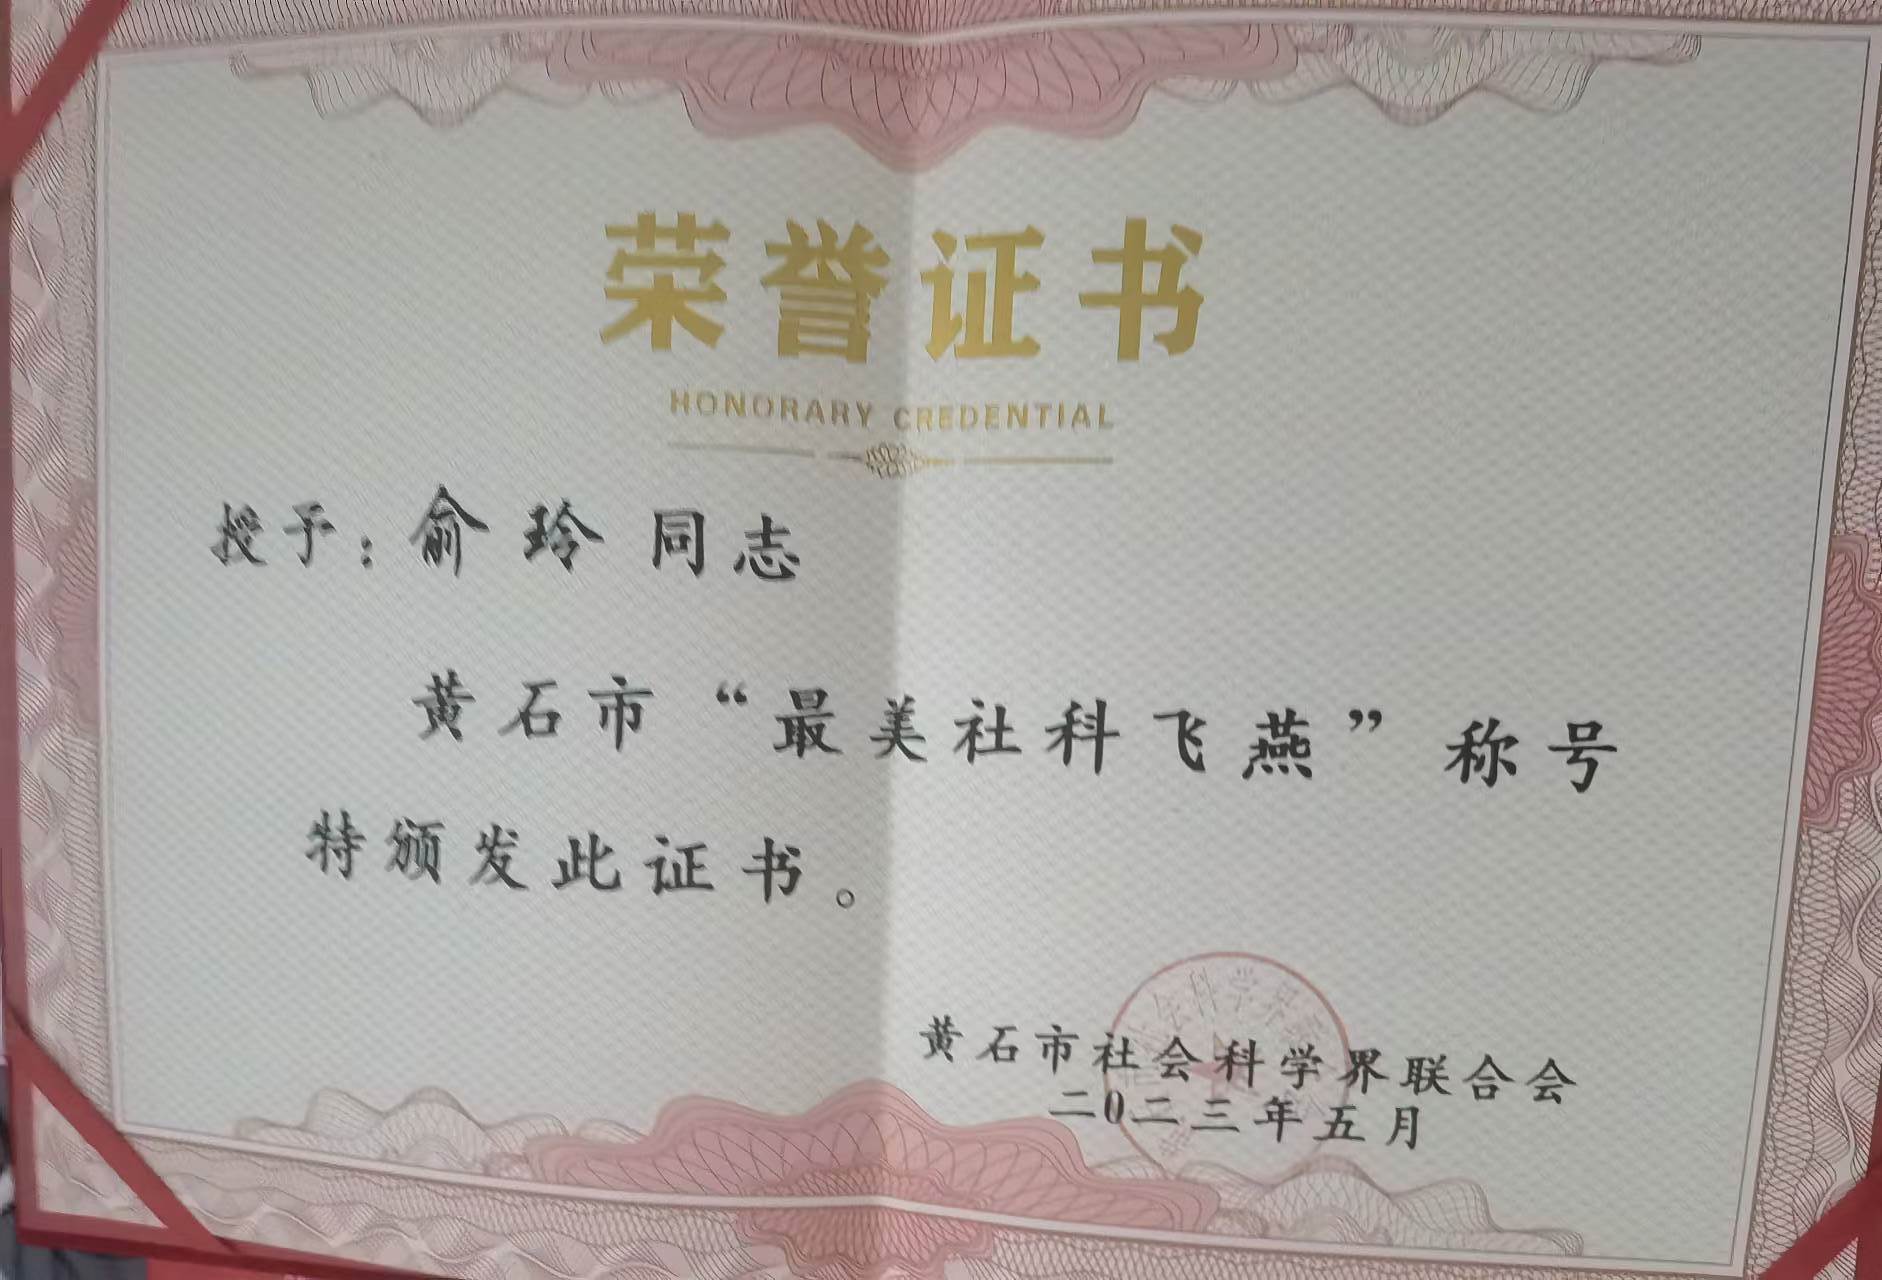 荣誉证书
HONORARY CREDENTIAL
授予：俞玲同志
黄石市“最美社科飞燕”称号
特颁发此证书。
黄石市社会科学界联合会
二0二三年五月